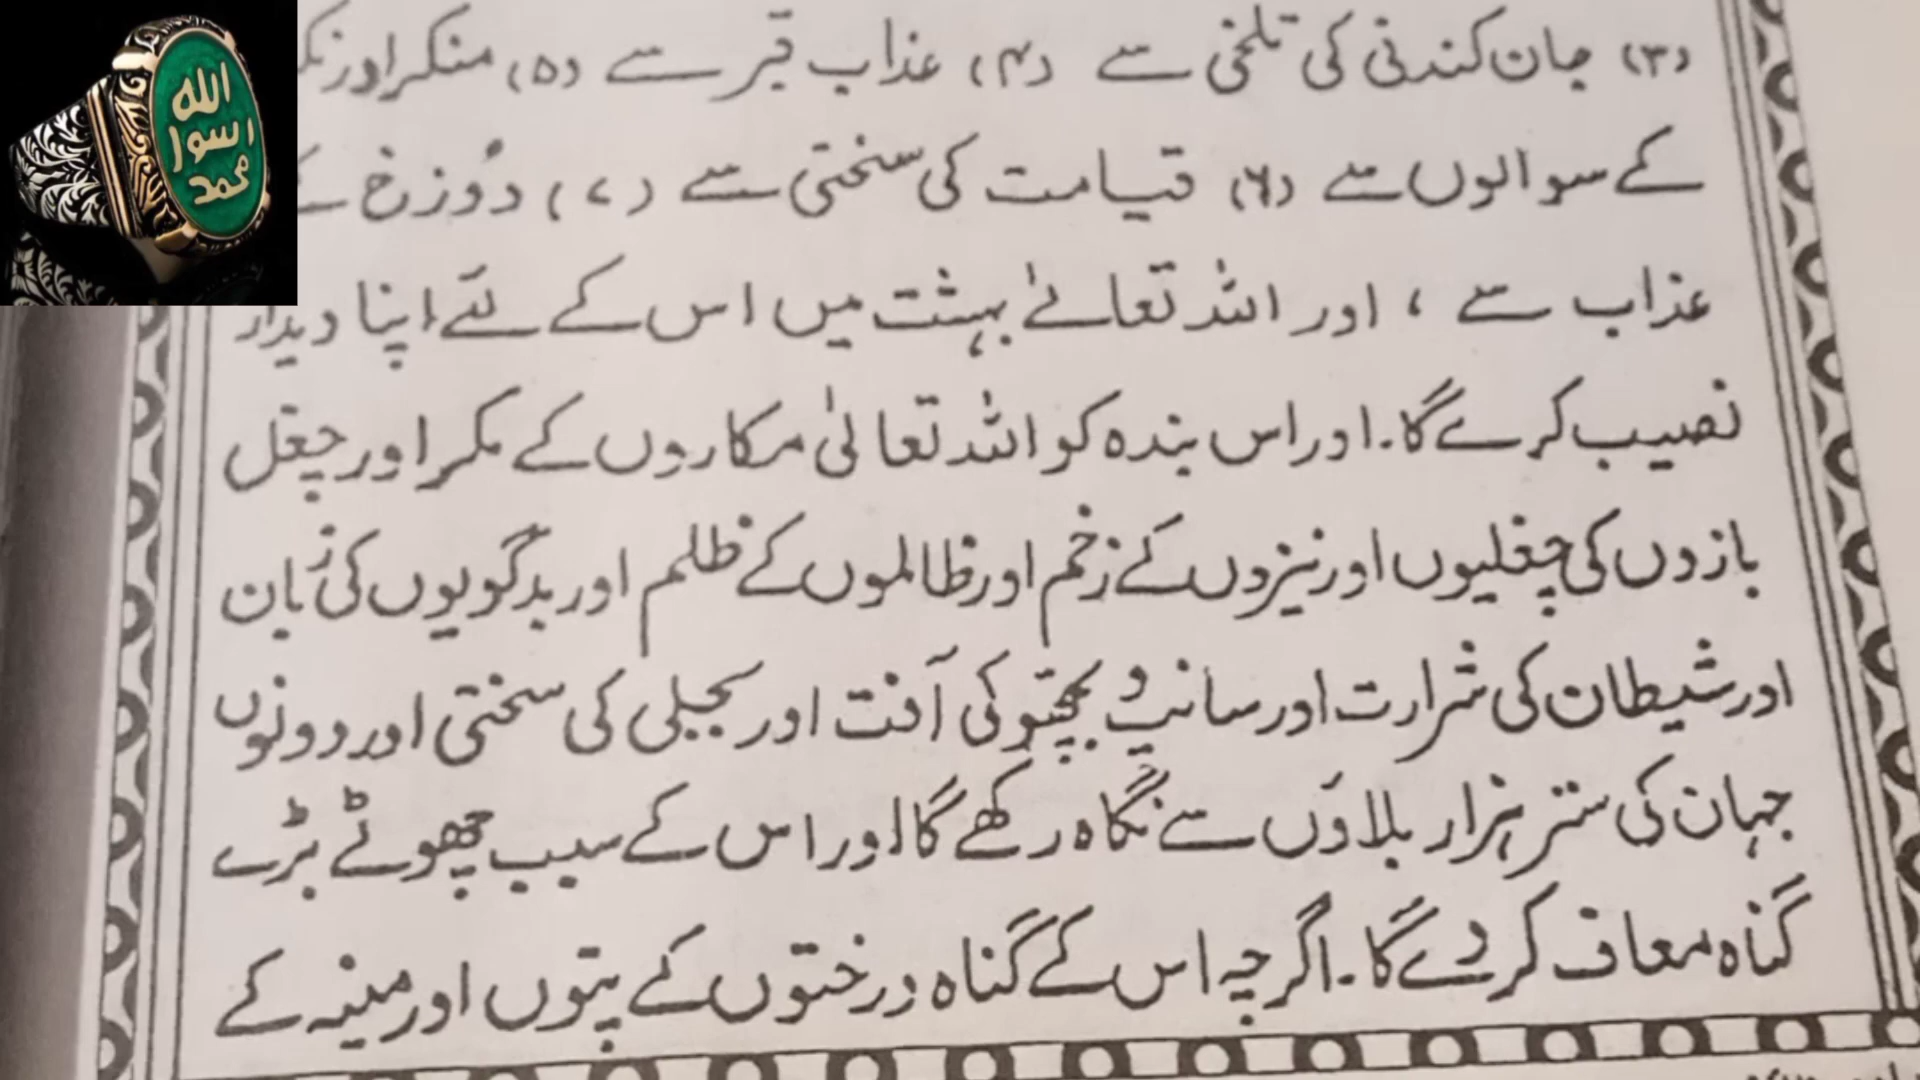 الله
رسول
محمد
(۳) جان کندنی کی تلخی سے (۴) عذاب قبر سے (۵) منکر اور
کے سوالوں سے (۶) قیامت کی سختی سے (۷) دُوزخ
عذاب سے ، اور اللہ تعالےٰ بہشت میں اس کے لئے اپنا دیدار
نصیب کرے گا۔ اور اس بندہ کو اللہ تعالیٰ مکاروں کے مکر اور چغل
بازوں کی چغلیوں اور نیزوں کے زخم اور ظالموں کے ظلم اور بدگویوں کی زبان
اور شیطان کی شرارت اور سانپ و بچھو کی آفت اور بجلی کی سختی اور دونوں
جہان کی ستر ہزار بلاؤں سے نگاہ رکھے گا اور اس کے سبب چھوٹے بڑے
گناہ معاف کر دے گا۔ اگرچہ اس کے گناہ درختوں کے پتوں اور مینہ کے